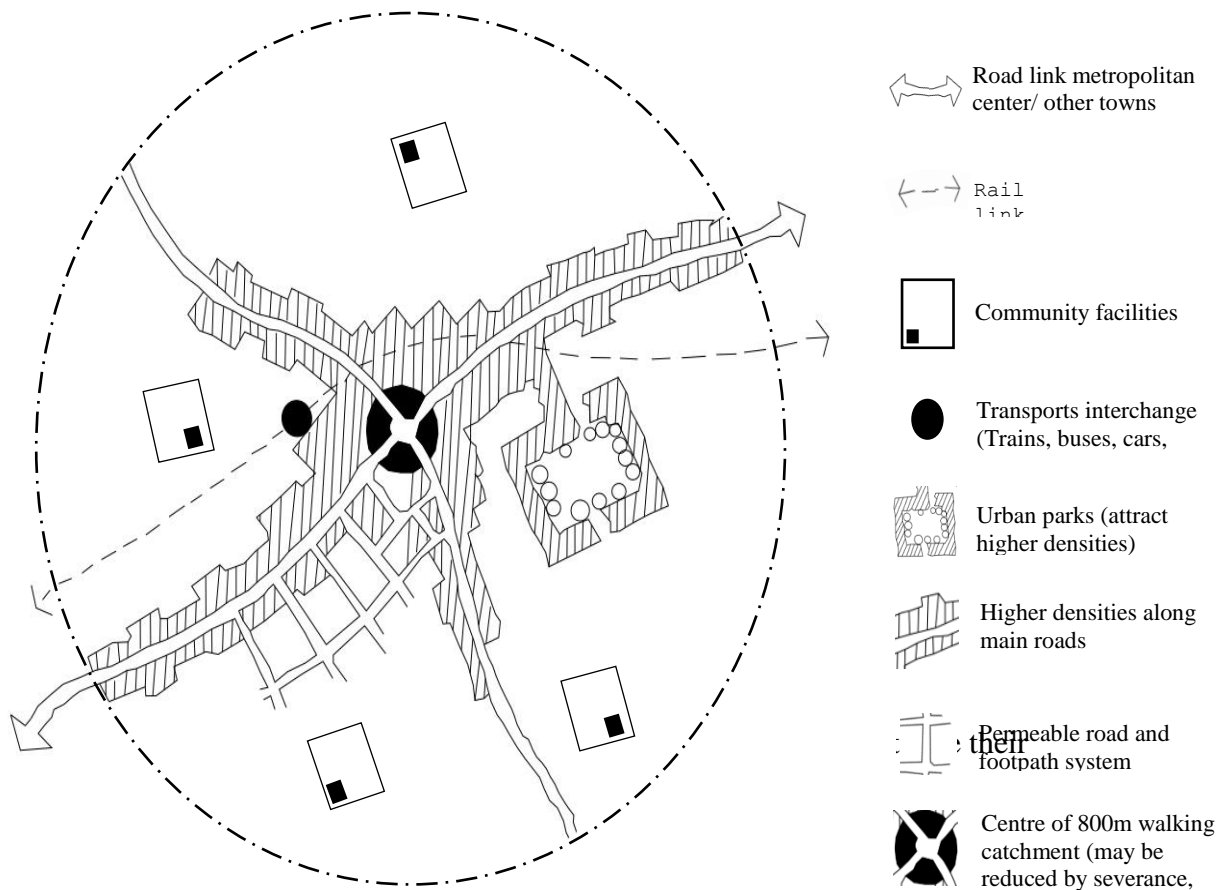 Road link metropolitan
center/ other towns
Rail
link
Community facilities
Transports interchange
(Trains, buses, cars,
Urban parks (attract
higher densities)
Higher densities along
main roads
Permeable road and
their
footpath system
Centre of 800m walking
catchment (may be
reduced by severance,